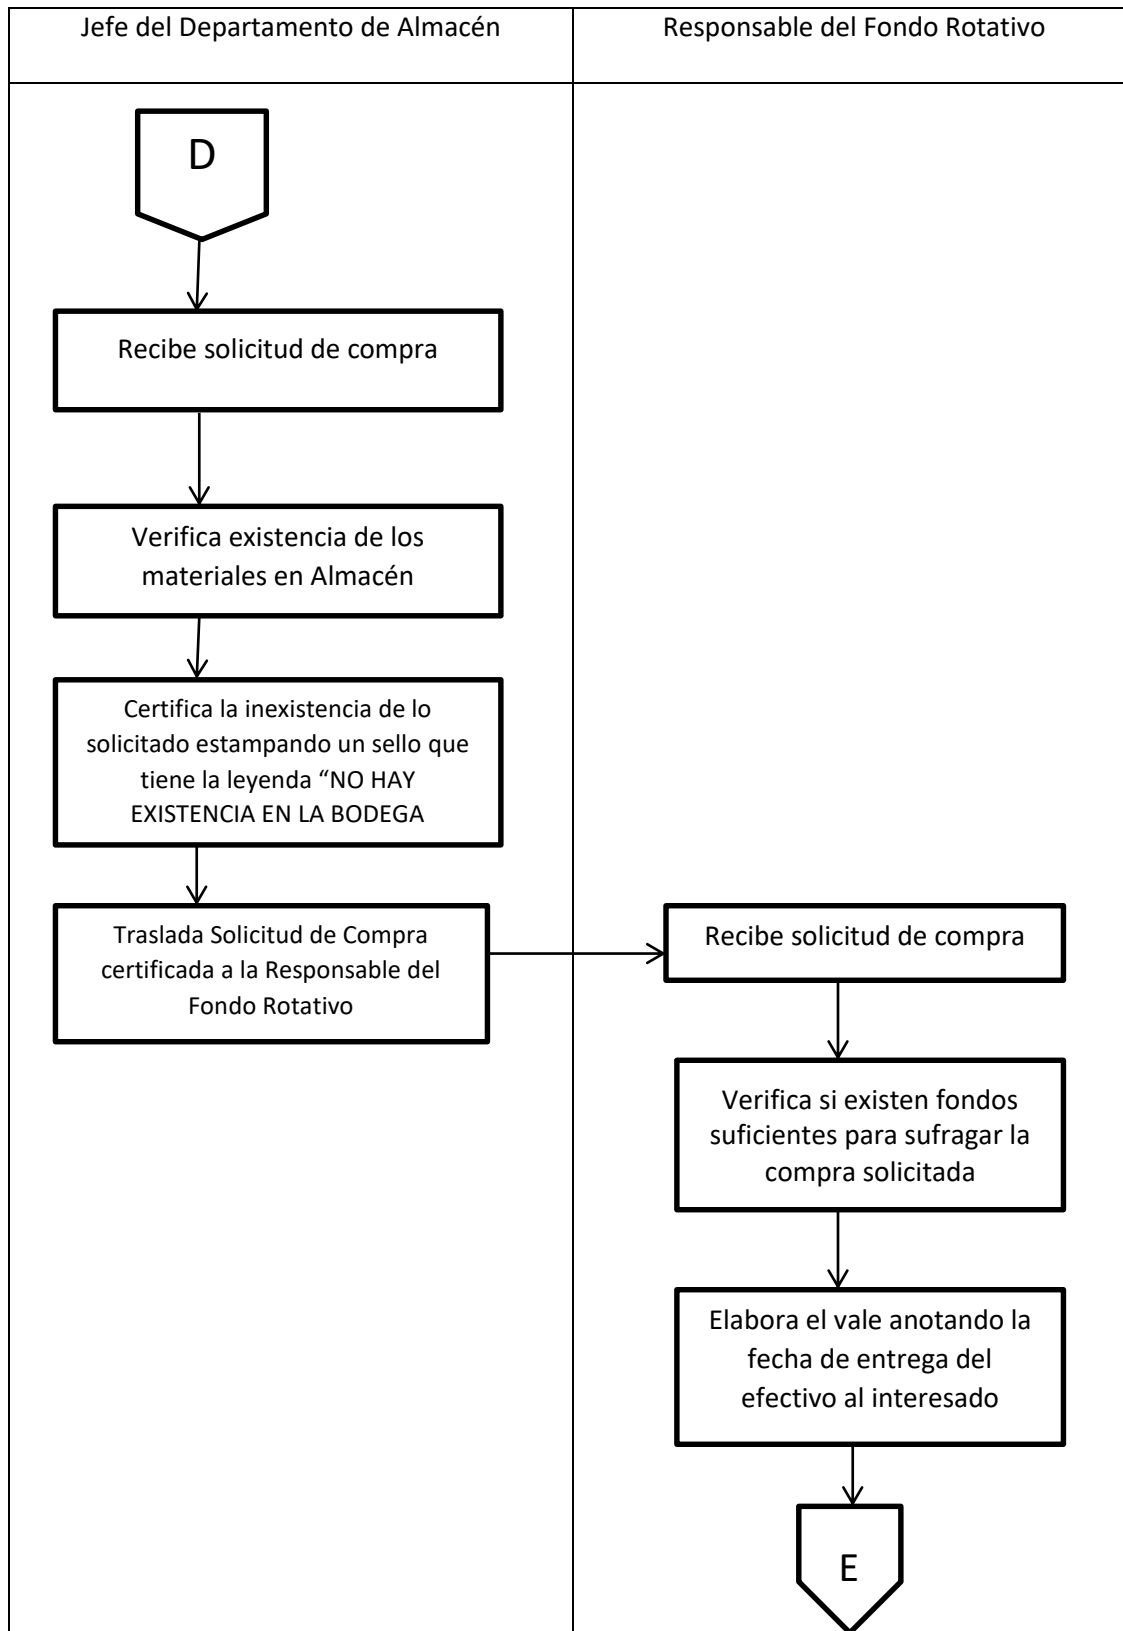 Jefe del Departamento de Almacén
Responsable del Fondo Rotativo
D
Recibe solicitud de compra
Verifica existencia de los
materiales en Almacén
Certifica la inexistencia de lo
solicitado estampando un sello que
tiene la leyenda “NO HAY
EXISTENCIA EN LA BODEGA
Traslada Solicitud de Compra
certificada a la Responsable del
Fondo Rotativo
Recibe solicitud de compra
Verifica si existen fondos
suficientes para sufragar la
compra solicitada
Elabora el vale anotando la
fecha de entrega del
efectivo al interesado
E